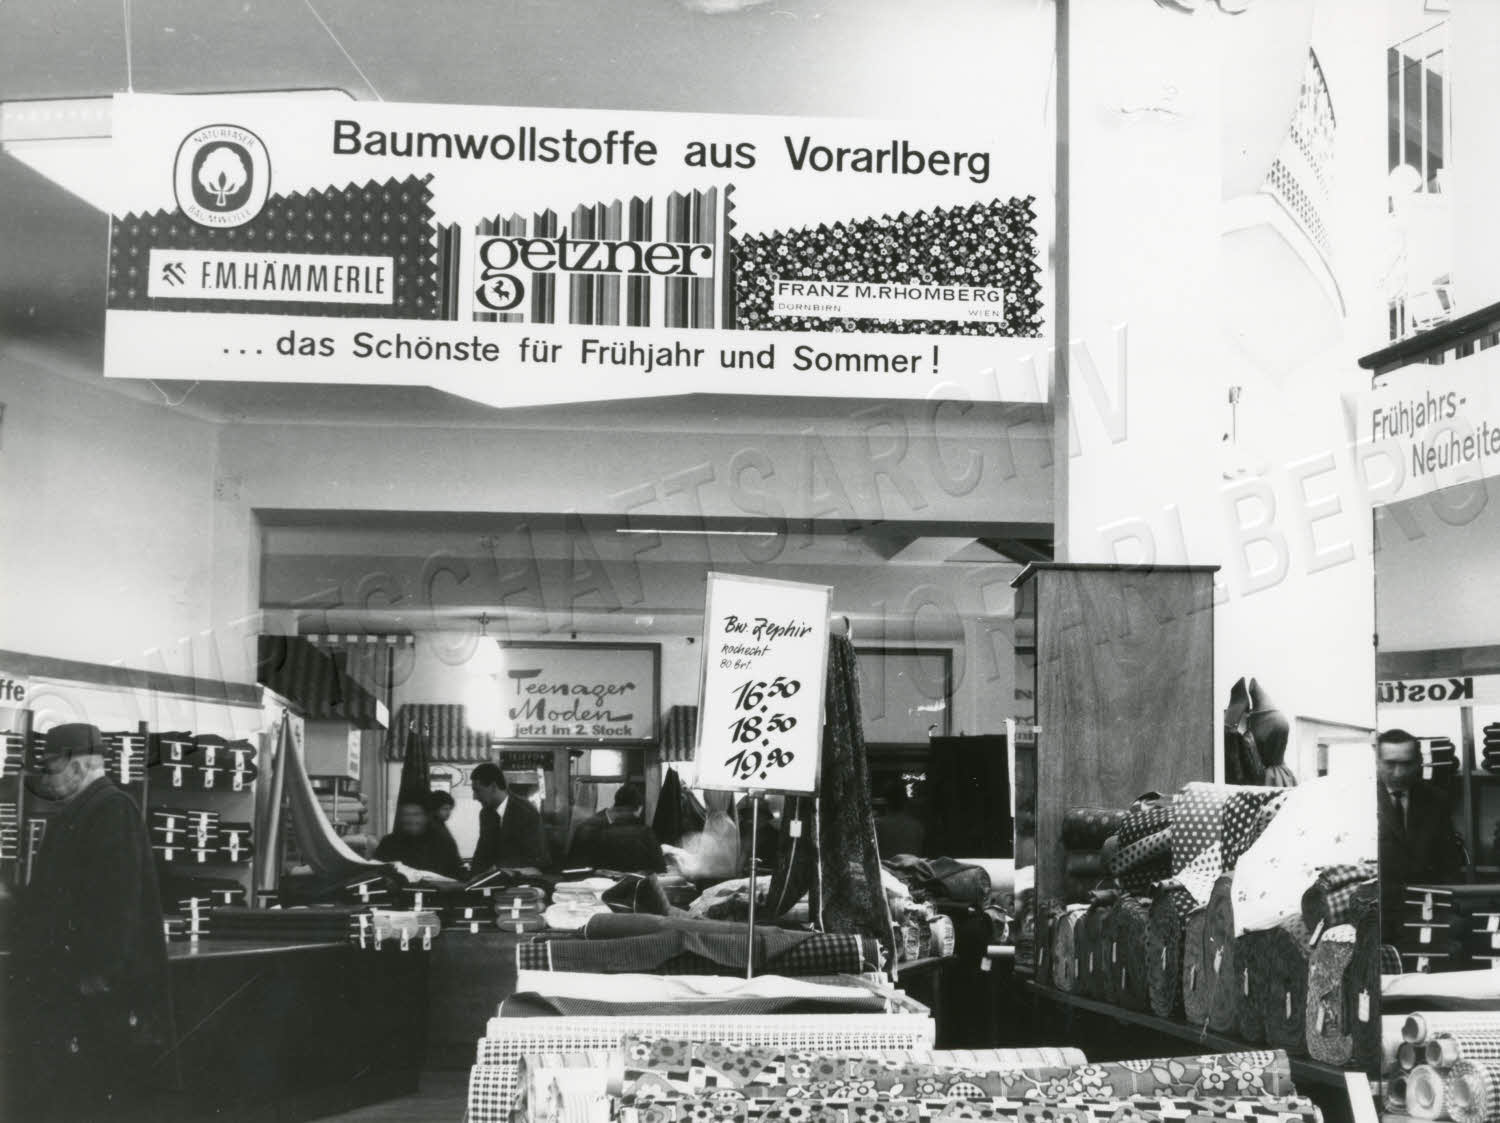 Baumwollstoffe aus Vorarlberg
NATURFASER
BAUMWOLLE
F.M.HÄMMERLE
getzner
FRANZ M.RHOMBERG
DORNBIRN WIEN
... das Schönste für Frühjahr und Sommer!
Frühjahrs-
Neuheite
Bw. Zephir
kochecht
80 Brt.
16.50
18.50
19.90
Teenager
Moden
jetzt im 2. Stock
ffe
Kostü
© WIRTSCHAFTSARCHIV VORARLBERG